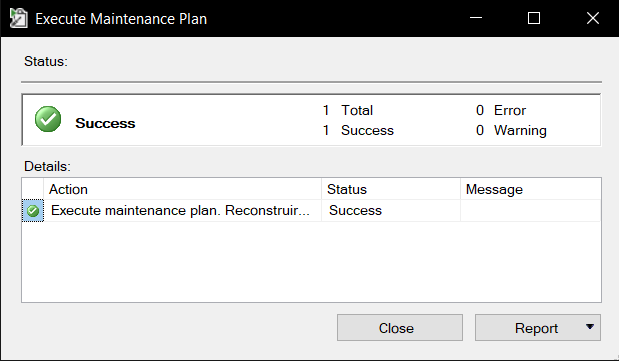 Execute Maintenance Plan
Status:
Success
1 Total
0 Error
1 Success
0 Warning
Details:
Action Status Message
Execute maintenance plan. Reconstruir... Success
Close Report